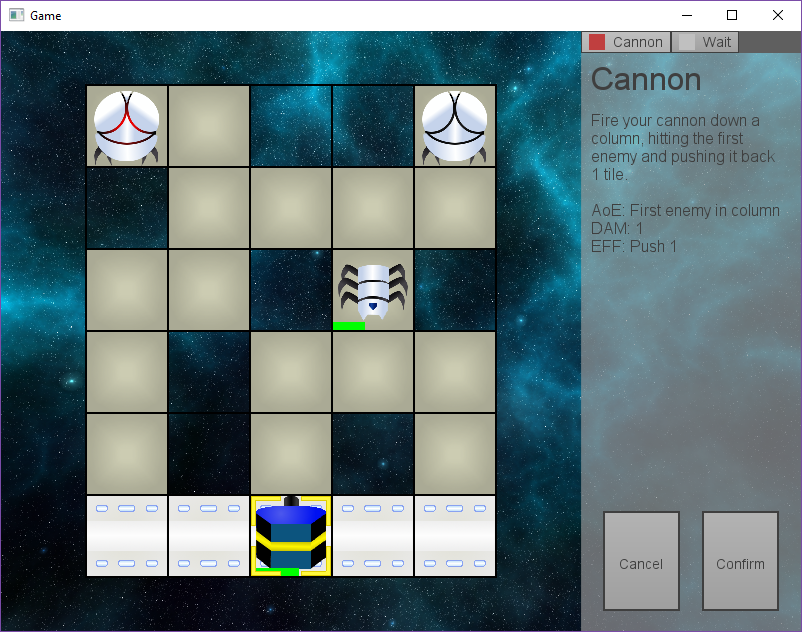 Game
Cannon
Wait
Cannon
Fire your cannon down a
column, hitting the first
enemy and pushing it back
1 tile.
AoE: First enemy in column
DAM: 1
EFF: Push 1
Cancel
Confirm